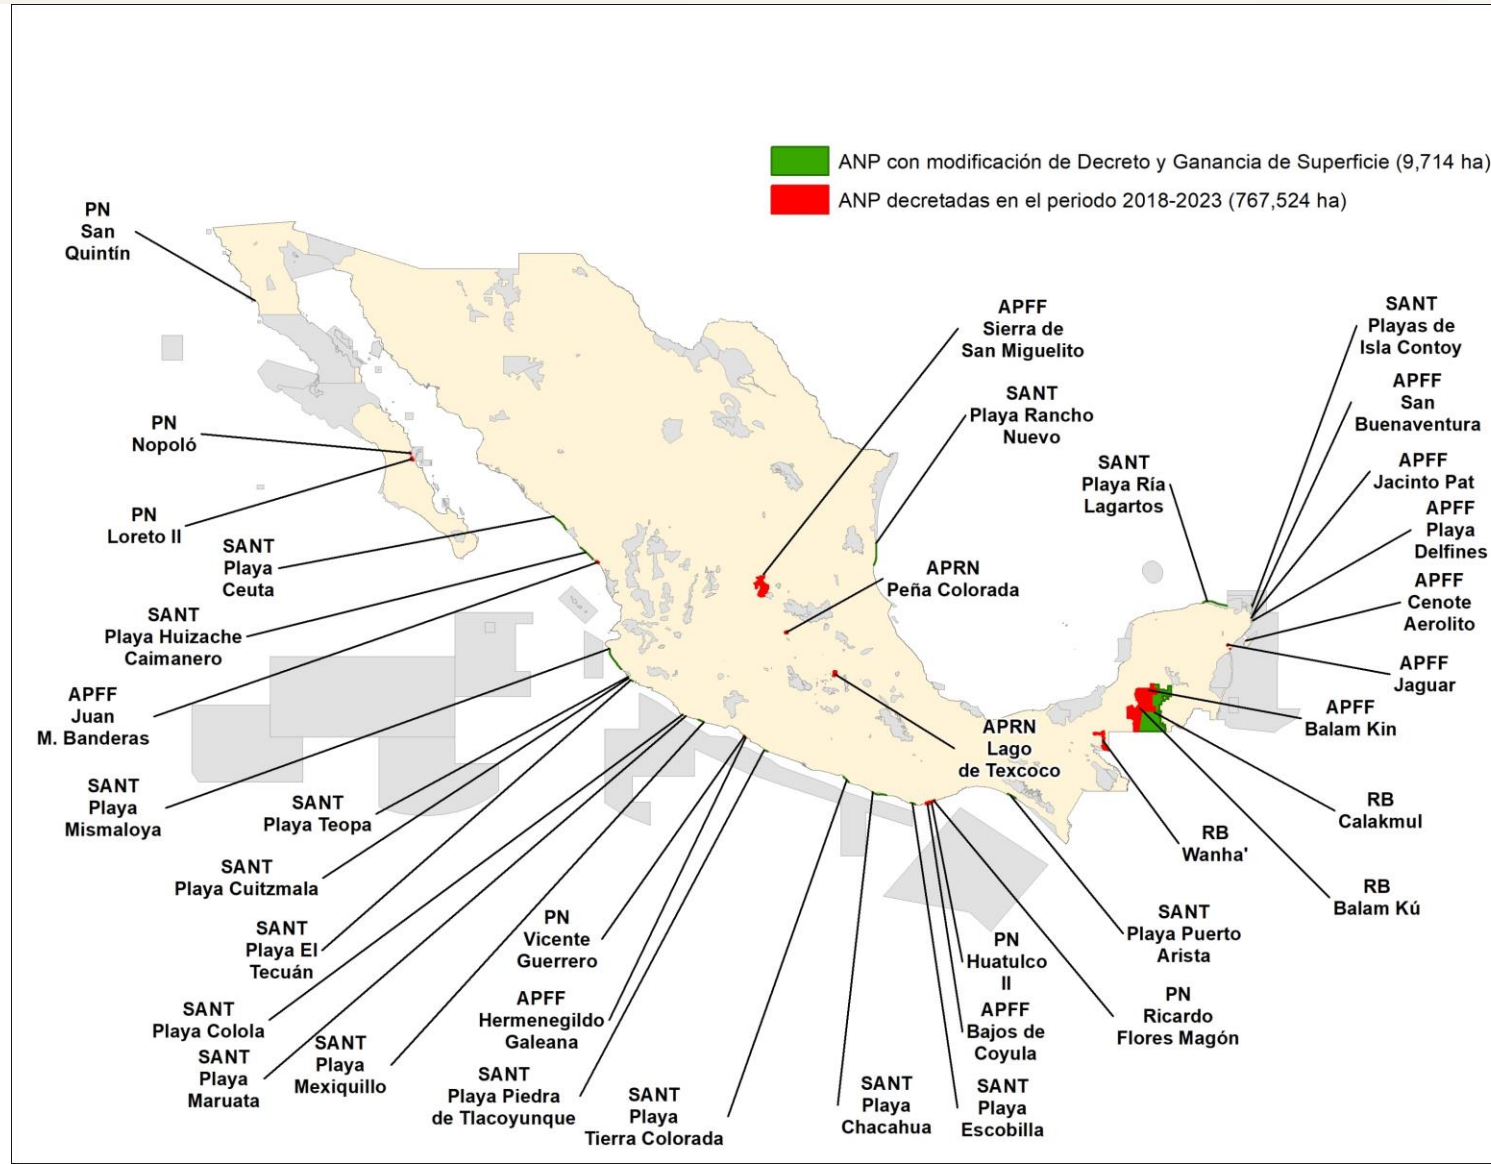 ANP con modificación de Decreto y Ganancia de Superficie (9,714 ha)
ANP decretadas en el periodo 2018-2023 (767,524 ha)
PN
San
Quintín
PN
Nopoló
PN
Loreto II
SANT
Playa
Ceuta
SANT
Playa Huizache
Caimanero
APFF
Juan
M. Banderas
SANT
Playa
Mismaloya
SANT
Playa Teopa
SANT
Playa Cuitzmala
SANT
Playa El
Tecuán
SANT
Playa Colola
SANT
Playa
Maruata
SANT
Playa
Mexiquillo
PN
Vicente
Guerrero
APFF
Hermenegildo
Galeana
SANT
Playa Piedra
de Tlacoyunque
SANT
Playa
Tierra Colorada
SANT
Playa
Chacahua
SANT
Playa
Escobilla
APFF
Bajos de
Coyula
PN
Huatulco
II
PN
Ricardo
Flores Magón
SANT
Playa Puerto
Arista
RB
Wanha'
RB
Balam Kú
RB
Calakmul
APFF
Balam Kin
APFF
Jaguar
APFF
Cenote
Aerolito
APFF
Playa
Delfines
APFF
Jacinto Pat
APFF
San
Buenaventura
SANT
Playas de
Isla Contoy
SANT
Playa Ría
Lagartos
APFF
Sierra de
San Miguelito
SANT
Playa Rancho
Nuevo
APRN
Peña Colorada
APRN
Lago
de Texcoco